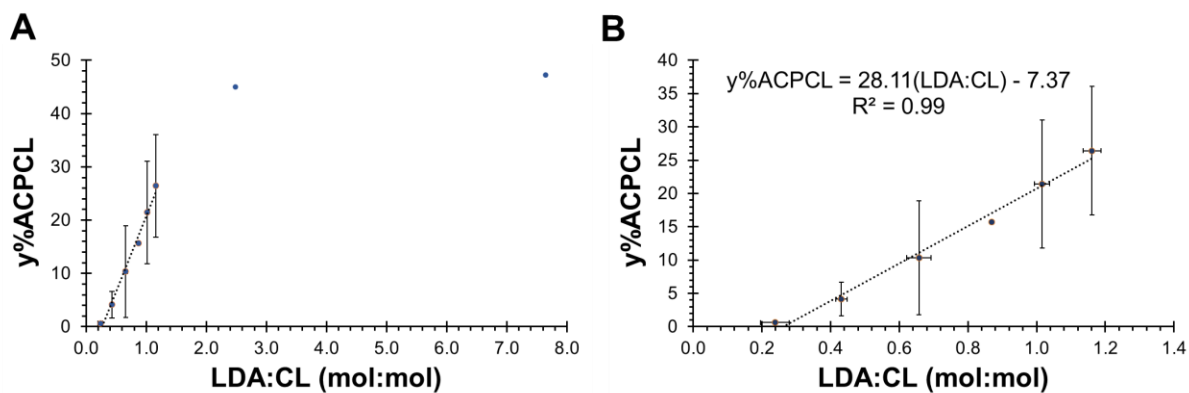 A
y%ACPCL
50
40
30
20
10
0
0.0 1.0 2.0 3.0 4.0 5.0 6.0 7.0 8.0
LDA:CL (mol:mol)
B
y%ACPCL = 28.11(LDA:CL) - 7.37
R² = 0.99
y%ACPCL
40
35
30
25
20
15
10
5
0
0.0 0.2 0.4 0.6 0.8 1.0 1.2 1.4
LDA:CL (mol:mol)